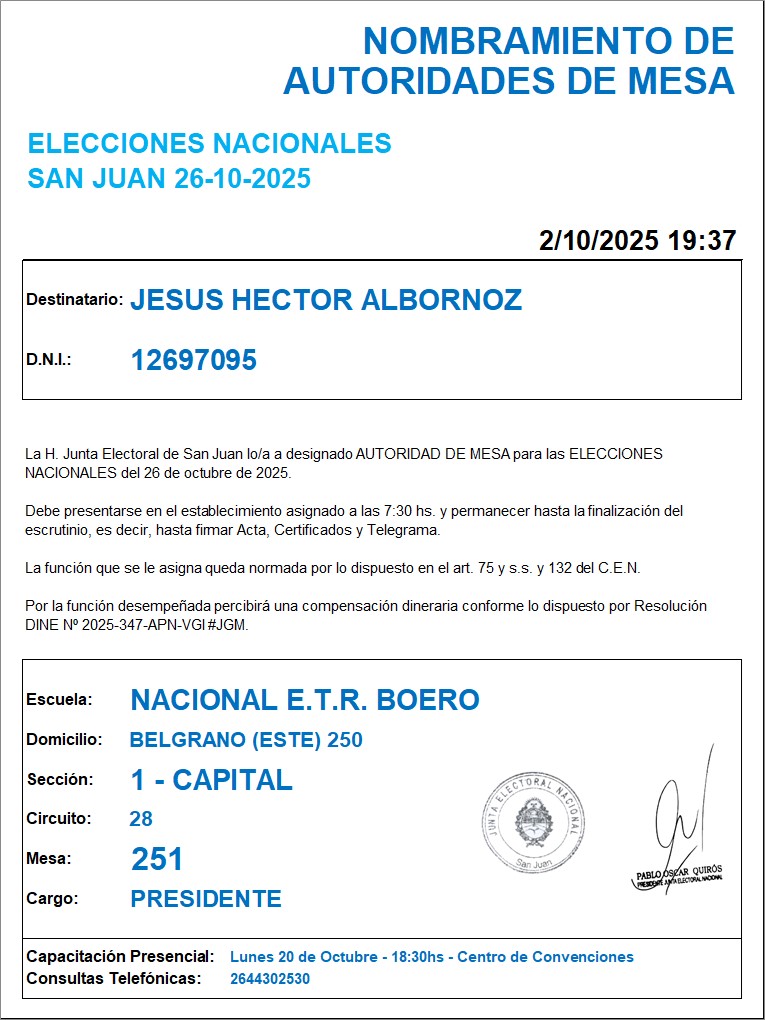 NOMBRAMIENTO DE
AUTORIDADES DE MESA
ELECCIONES NACIONALES
SAN JUAN 26-10-2025
2/10/2025 19:37
Destinatario: JESUS HECTOR ALBORNOZ
D.N.I.: 12697095
La H. Junta Electoral de San Juan lo/a a designado AUTORIDAD DE MESA para las ELECCIONES
NACIONALES del 26 de octubre de 2025.
Debe presentarse en el establecimiento asignado a las 7:30 hs. y permanecer hasta la finalización del
escrutinio, es decir, hasta firmar Acta, Certificados y Telegrama.
La función que se le asigna queda normada por lo dispuesto en el art. 75 y s.s. y 132 del C.E.N.
Por la función desempeñada percibirá una compensación dineraria conforme lo dispuesto por Resolución
DINE Nº 2025-347-APN-VGI#JGM.
Escuela: NACIONAL E.T.R. BOERO
Domicilio: BELGRANO (ESTE) 250
Sección: 1 - CAPITAL
Circuito: 28
Mesa: 251
Cargo: PRESIDENTE
JUNTA ELECTORAL NACIONAL
San Juan
PABLO OSCAR QUIRÓS
PRESIDENTE JUNTA ELECTORAL NACIONAL
Capacitación Presencial: Lunes 20 de Octubre - 18:30hs - Centro de Convenciones
Consultas Telefónicas: 2644302530